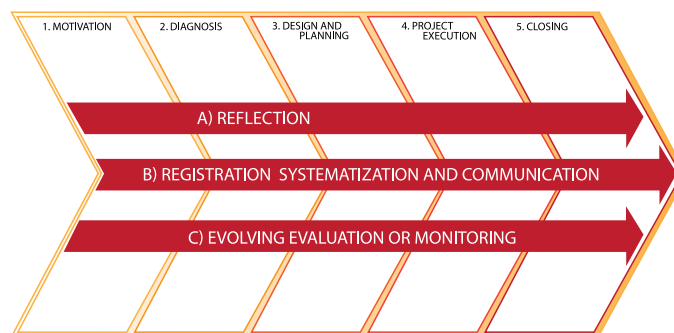 1. MOTIVATION
2. DIAGNOSIS
3. DESIGN AND
PLANNING
4. PROJECT
EXECUTION
5. CLOSING
A) REFLECTION
B) REGISTRATION SYSTEMATIZATION AND COMMUNICATION
C) EVOLVING EVALUATION OR MONITORING